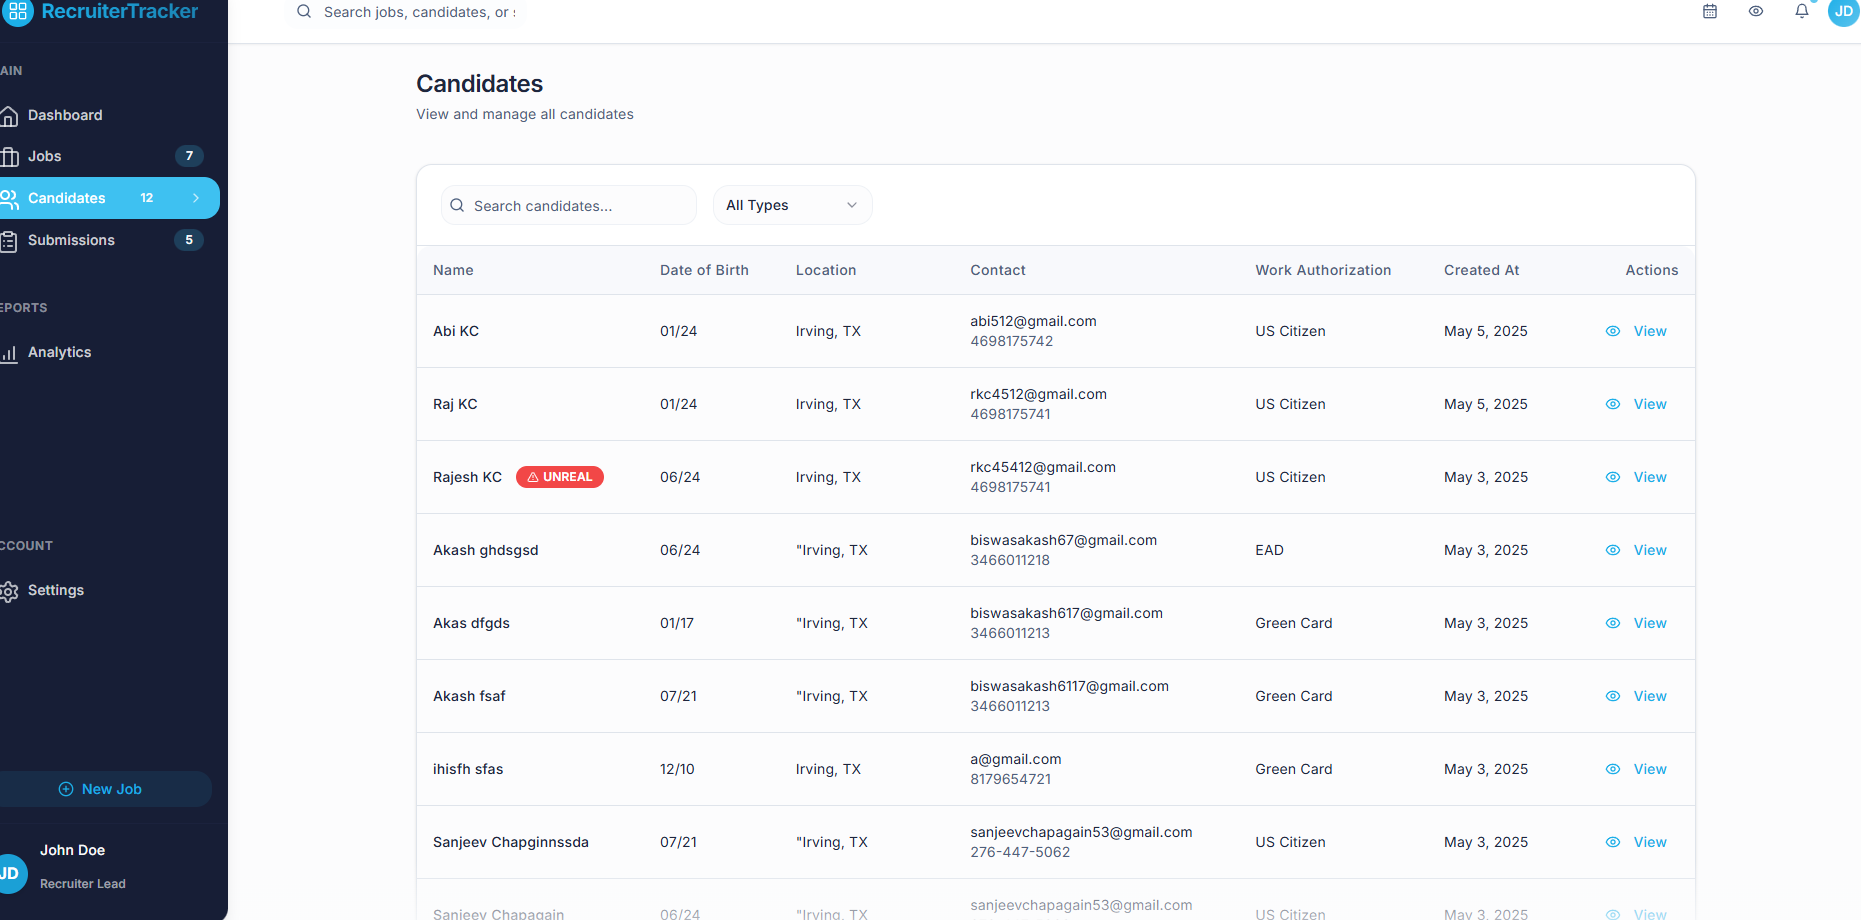 RecruiterTracker
Search jobs, candidates, or s
JD
AIN
Dashboard
Jobs 7
Candidates 12
Submissions 5
EPORTS
Analytics
CCOUNT
Settings
New Job
JD
John Doe
Recruiter Lead
Candidates
View and manage all candidates
Search candidates... All Types
Name Date of Birth Location Contact Work Authorization Created At Actions
Abi KC 01/24 Irving, TX abi512@gmail.com US Citizen May 5, 2025 View
4698175742
Raj KC 01/24 Irving, TX rkc4512@gmail.com US Citizen May 5, 2025 View
4698175741
Rajesh KC UNREAL 06/24 Irving, TX rkc45412@gmail.com US Citizen May 3, 2025 View
4698175741
Akash ghdsgsd 06/24 "Irving, TX biswasakash67@gmail.com EAD May 3, 2025 View
3466011218
Akas dfgds 01/17 "Irving, TX biswasakash617@gmail.com Green Card May 3, 2025 View
3466011213
Akash fsaf 07/21 "Irving, TX biswasakash6117@gmail.com Green Card May 3, 2025 View
3466011213
ihisfh sfas 12/10 Irving, TX a@gmail.com Green Card May 3, 2025 View
8179654721
Sanjeev Chapginnssda 07/21 "Irving, TX sanjeevchapagain53@gmail.com US Citizen May 3, 2025 View
276-447-5062
Sanjeev Chapagain 06/24 "Irving, TX sanjeevchapagain53@gmail.com US Citizen May 3, 2025 View